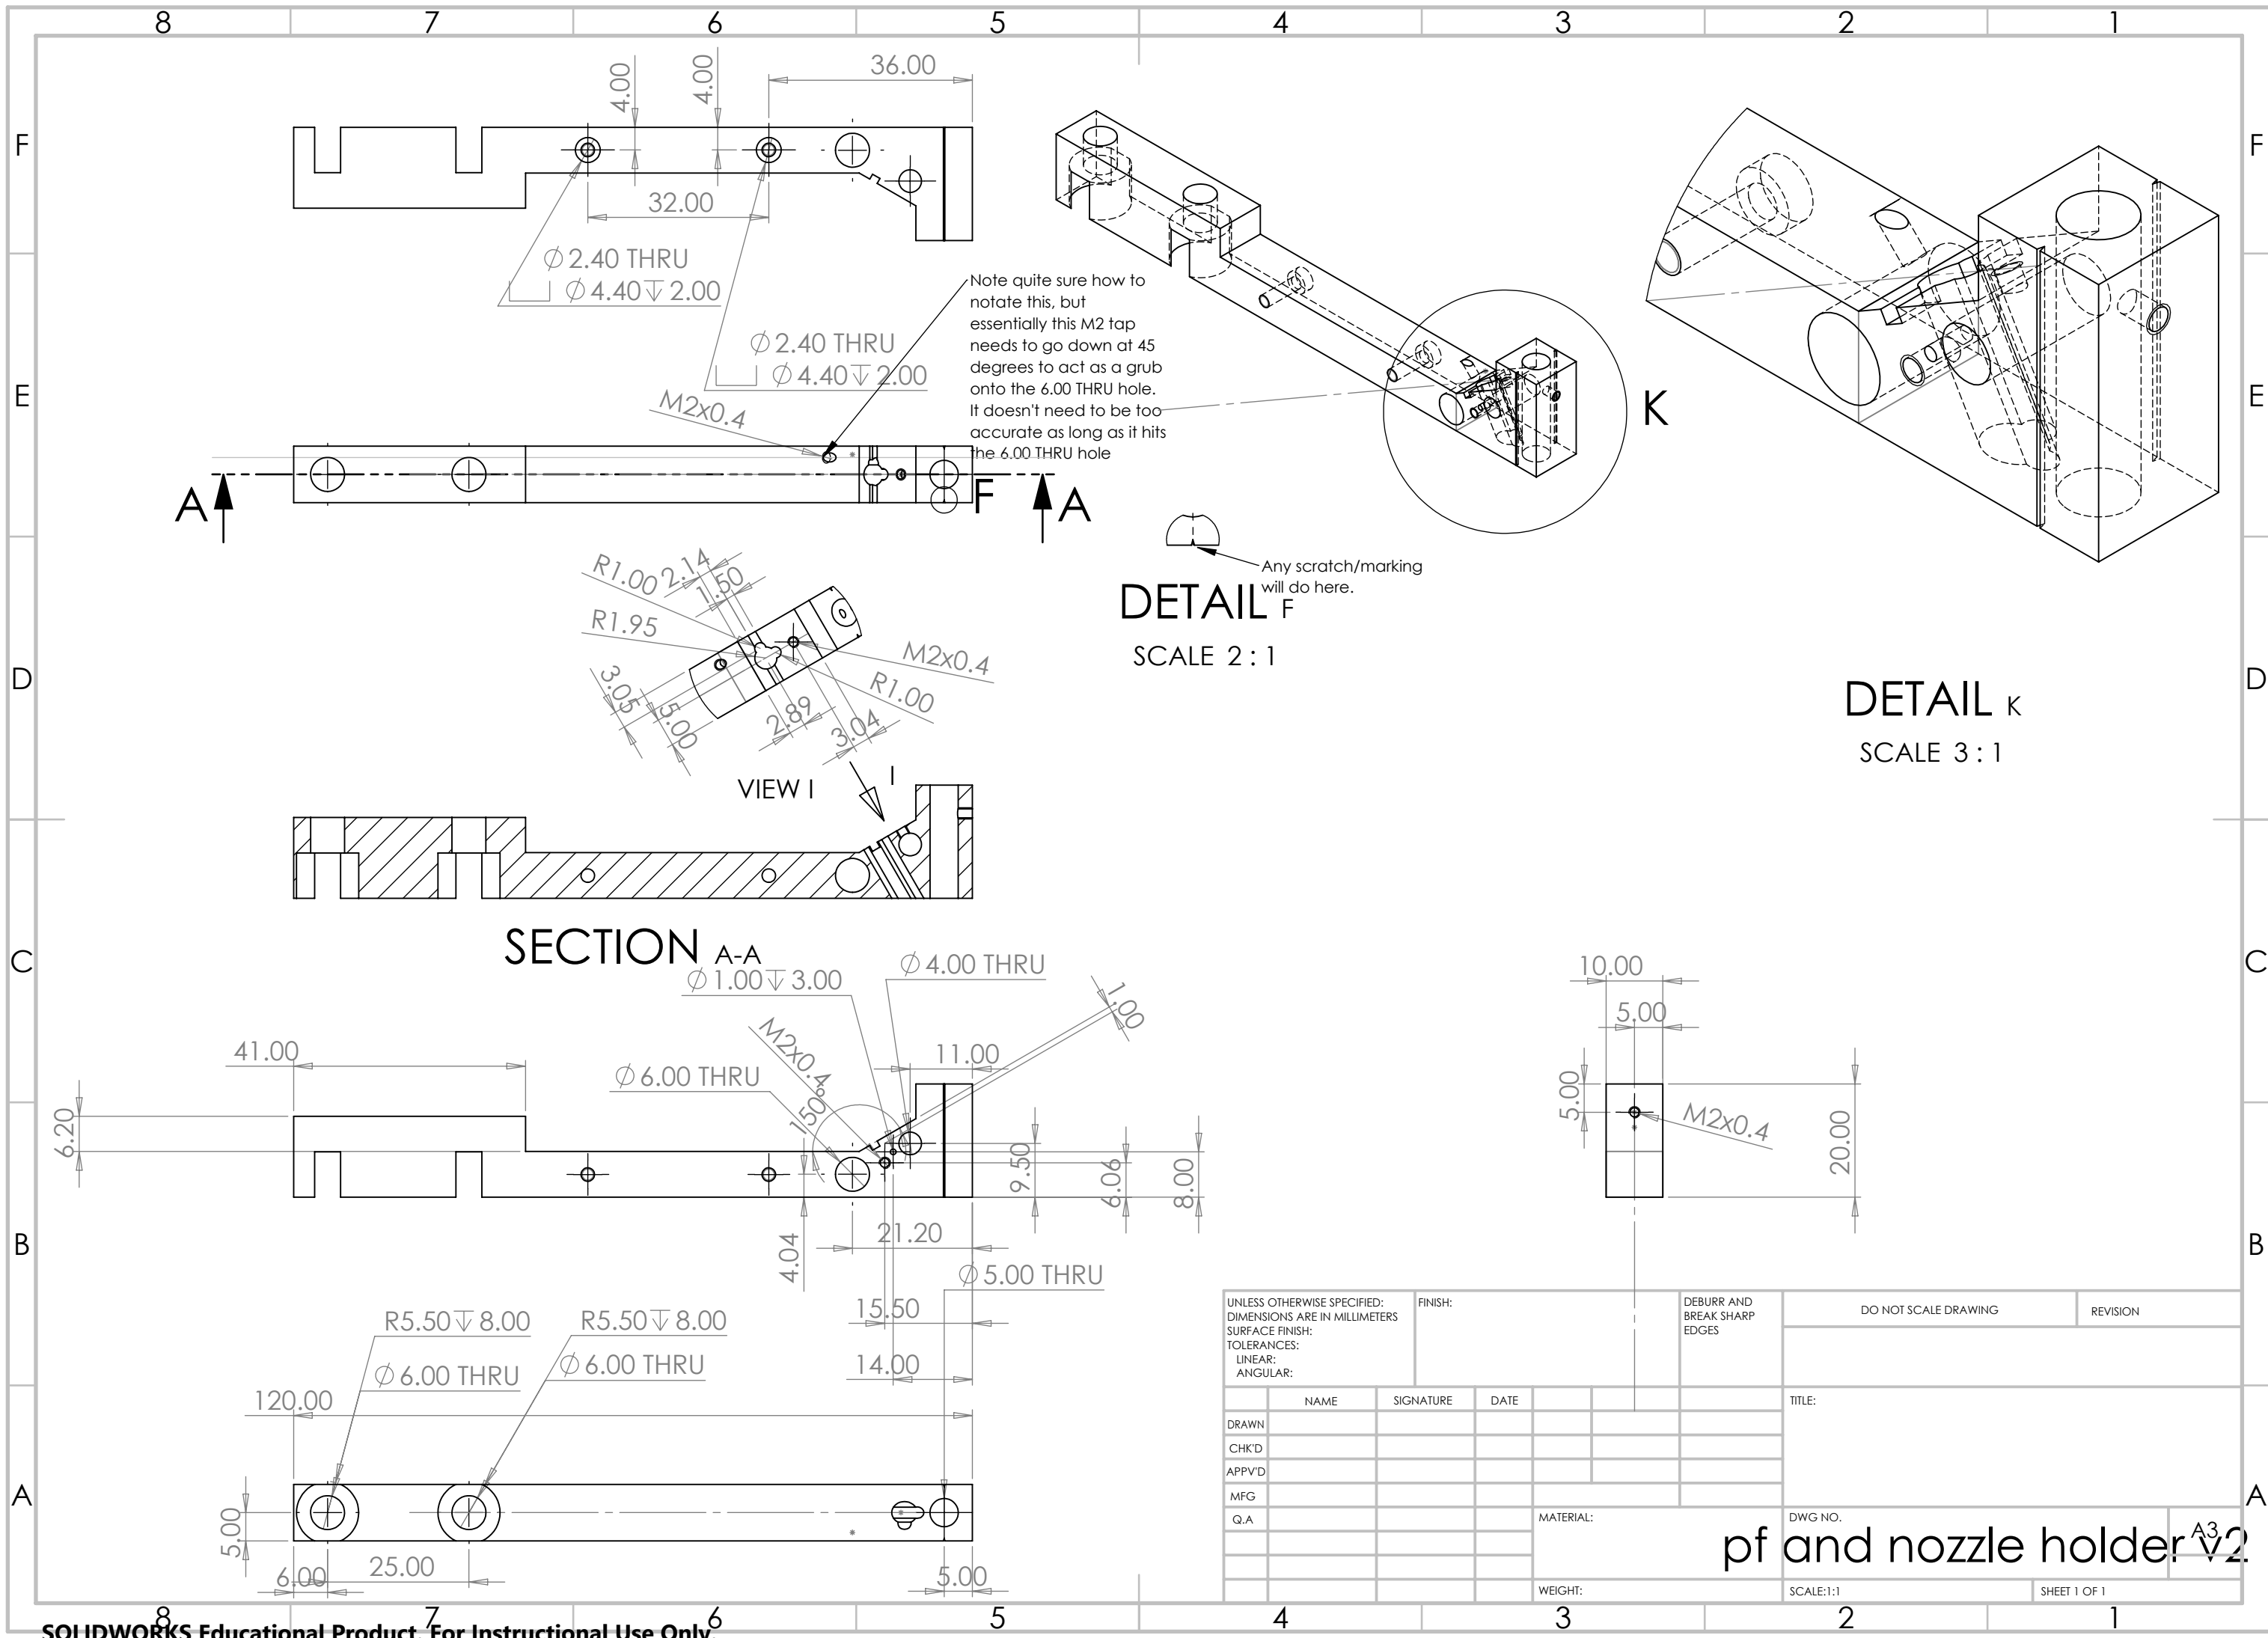 8 7 6 5 4 3 2 1
F
E
D
C
B
A
F
E
D
C
B
A
36.00
4.00
4.00
32.00
∅2.40 THRU
⌴ ∅4.40↧2.00
∅2.40 THRU
⌴ ∅4.40↧2.00
M2x0.4
Note quite sure how to
notate this, but
essentially this M2 tap
needs to go down at 45
degrees to act as a grub
onto the 6.00 THRU hole.
It doesn't need to be too
accurate as long as it hits
the 6.00 THRU hole
K
A
F
A
Any scratch/marking
will do here.
DETAIL F
SCALE 2 : 1
DETAIL K
SCALE 3 : 1
R1.00
2.14
1.50
R1.95
M2x0.4
R1.00
3.05
5.00
2.89
3.04
VIEW I
I
SECTION A-A
∅1.00↧3.00
∅4.00 THRU
1.00
M2x0.4
41.00
11.00
∅6.00 THRU
150°
6.20
9.50
6.06
8.00
4.04
21.20
∅5.00 THRU
15.50
14.00
10.00
5.00
5.00
M2x0.4
20.00
R5.50↧8.00
∅6.00 THRU
R5.50↧8.00
∅6.00 THRU
120.00
5.00
6.00
25.00
5.00
UNLESS OTHERWISE SPECIFIED:
DIMENSIONS ARE IN MILLIMETERS
SURFACE FINISH:
TOLERANCES:
LINEAR:
ANGULAR:
FINISH:
DEBURR AND
BREAK SHARP
EDGES
DO NOT SCALE DRAWING
REVISION
NAME SIGNATURE DATE
DRAWN
CHK'D
APPV'D
MFG
Q.A
TITLE:
MATERIAL:
DWG NO.
pf and nozzle holder v2
A3
WEIGHT:
SCALE:1:1
SHEET 1 OF 1
8 7 6 5 4 3 2 1
SOLIDWORKS Educational Product. For Instructional Use Only.